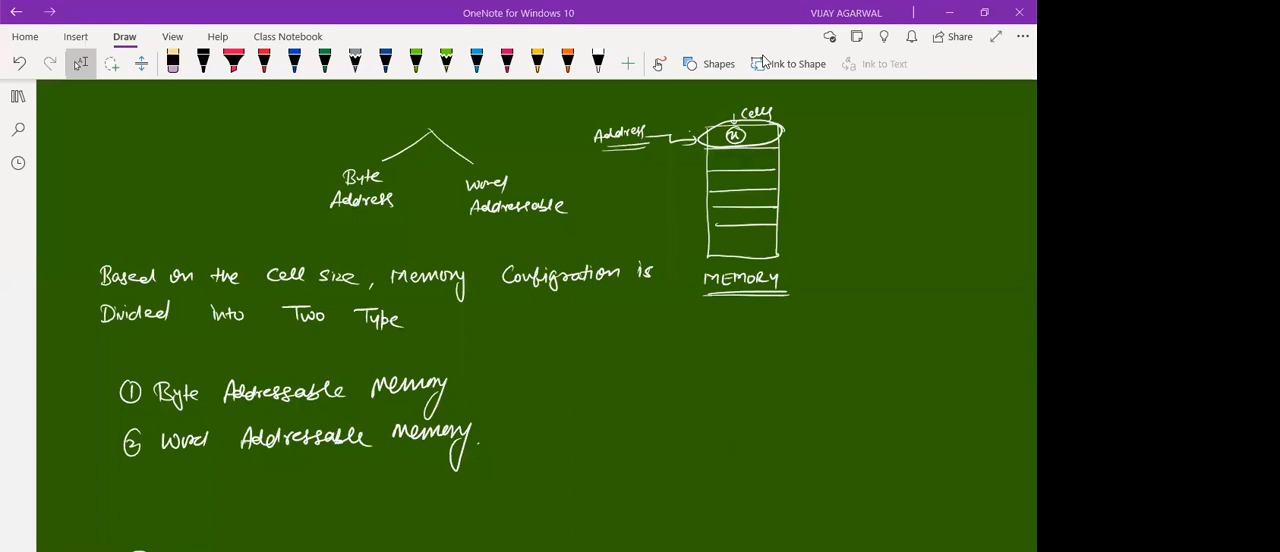 OneNote for Windows 10
VIJAY AGARWAL
Home Insert Draw View Help Class Notebook
Share
Shapes
Ink to Shape
Ink to Text
Cells
Address
Byte
Address
Word
Addressable
Based on the Cell size, Memory Configration is
Divided into Two Type
MEMORY
① Byte Addressable Memory
② Word Addressable Memory.